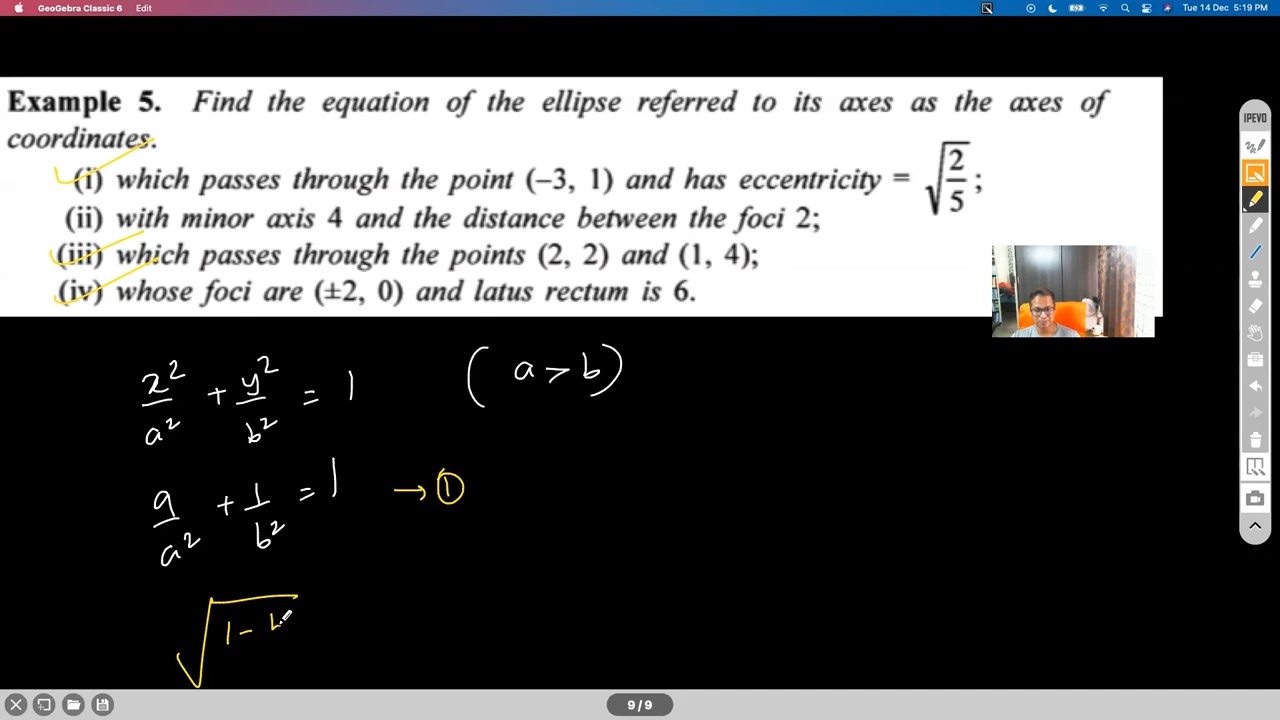 GeoGebra Classic 6 Edit Tue 14 Dec 5:19 PM
Example 5. Find the equation of the ellipse referred to its axes as the axes of
coordinates.
(i) which passes through the point (–3, 1) and has eccentricity = √(2/5);
(ii) with minor axis 4 and the distance between the foci 2;
(iii) which passes through the points (2, 2) and (1, 4);
(iv) whose foci are (±2, 0) and latus rectum is 6.
x²/a² + y²/b² = 1 (a > b)
9/a² + 1/b² = 1 → ①
√1 –
IPEVO
9 / 9